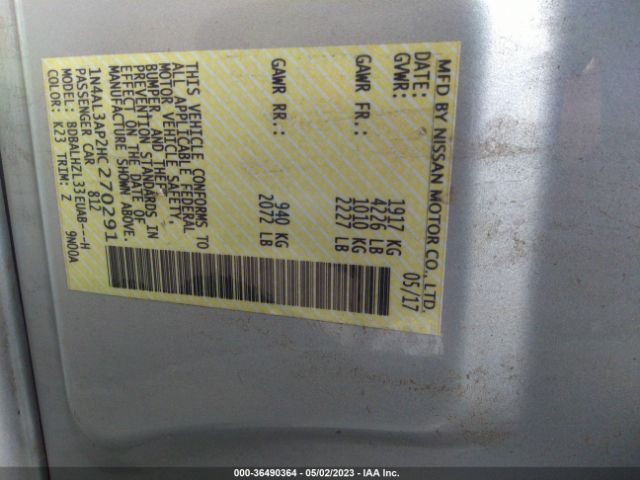 MFD BY NISSAN MOTOR CO., LTD.
DATE: 05/17
GVWR: 1917 KG
4226 LB
GAWR FR.: 1010 KG
2227 LB
GAWR RR.: 940 KG
2072 LB
THIS VEHICLE CONFORMS TO
ALL APPLICABLE FEDERAL
MOTOR VEHICLE SAFETY,
BUMPER, AND THEFT
PREVENTION STANDARDS IN
EFFECT ON THE DATE OF
MANUFACTURE SHOWN ABOVE.
1N4AL3AP2HC270291
PASSENGER CAR 81Z
MODEL: BDBALHZL33EUAB---H
COLOR: K23 TRIM: Z 9N00A
000-36490364 - 05/02/2023 - IAA Inc.